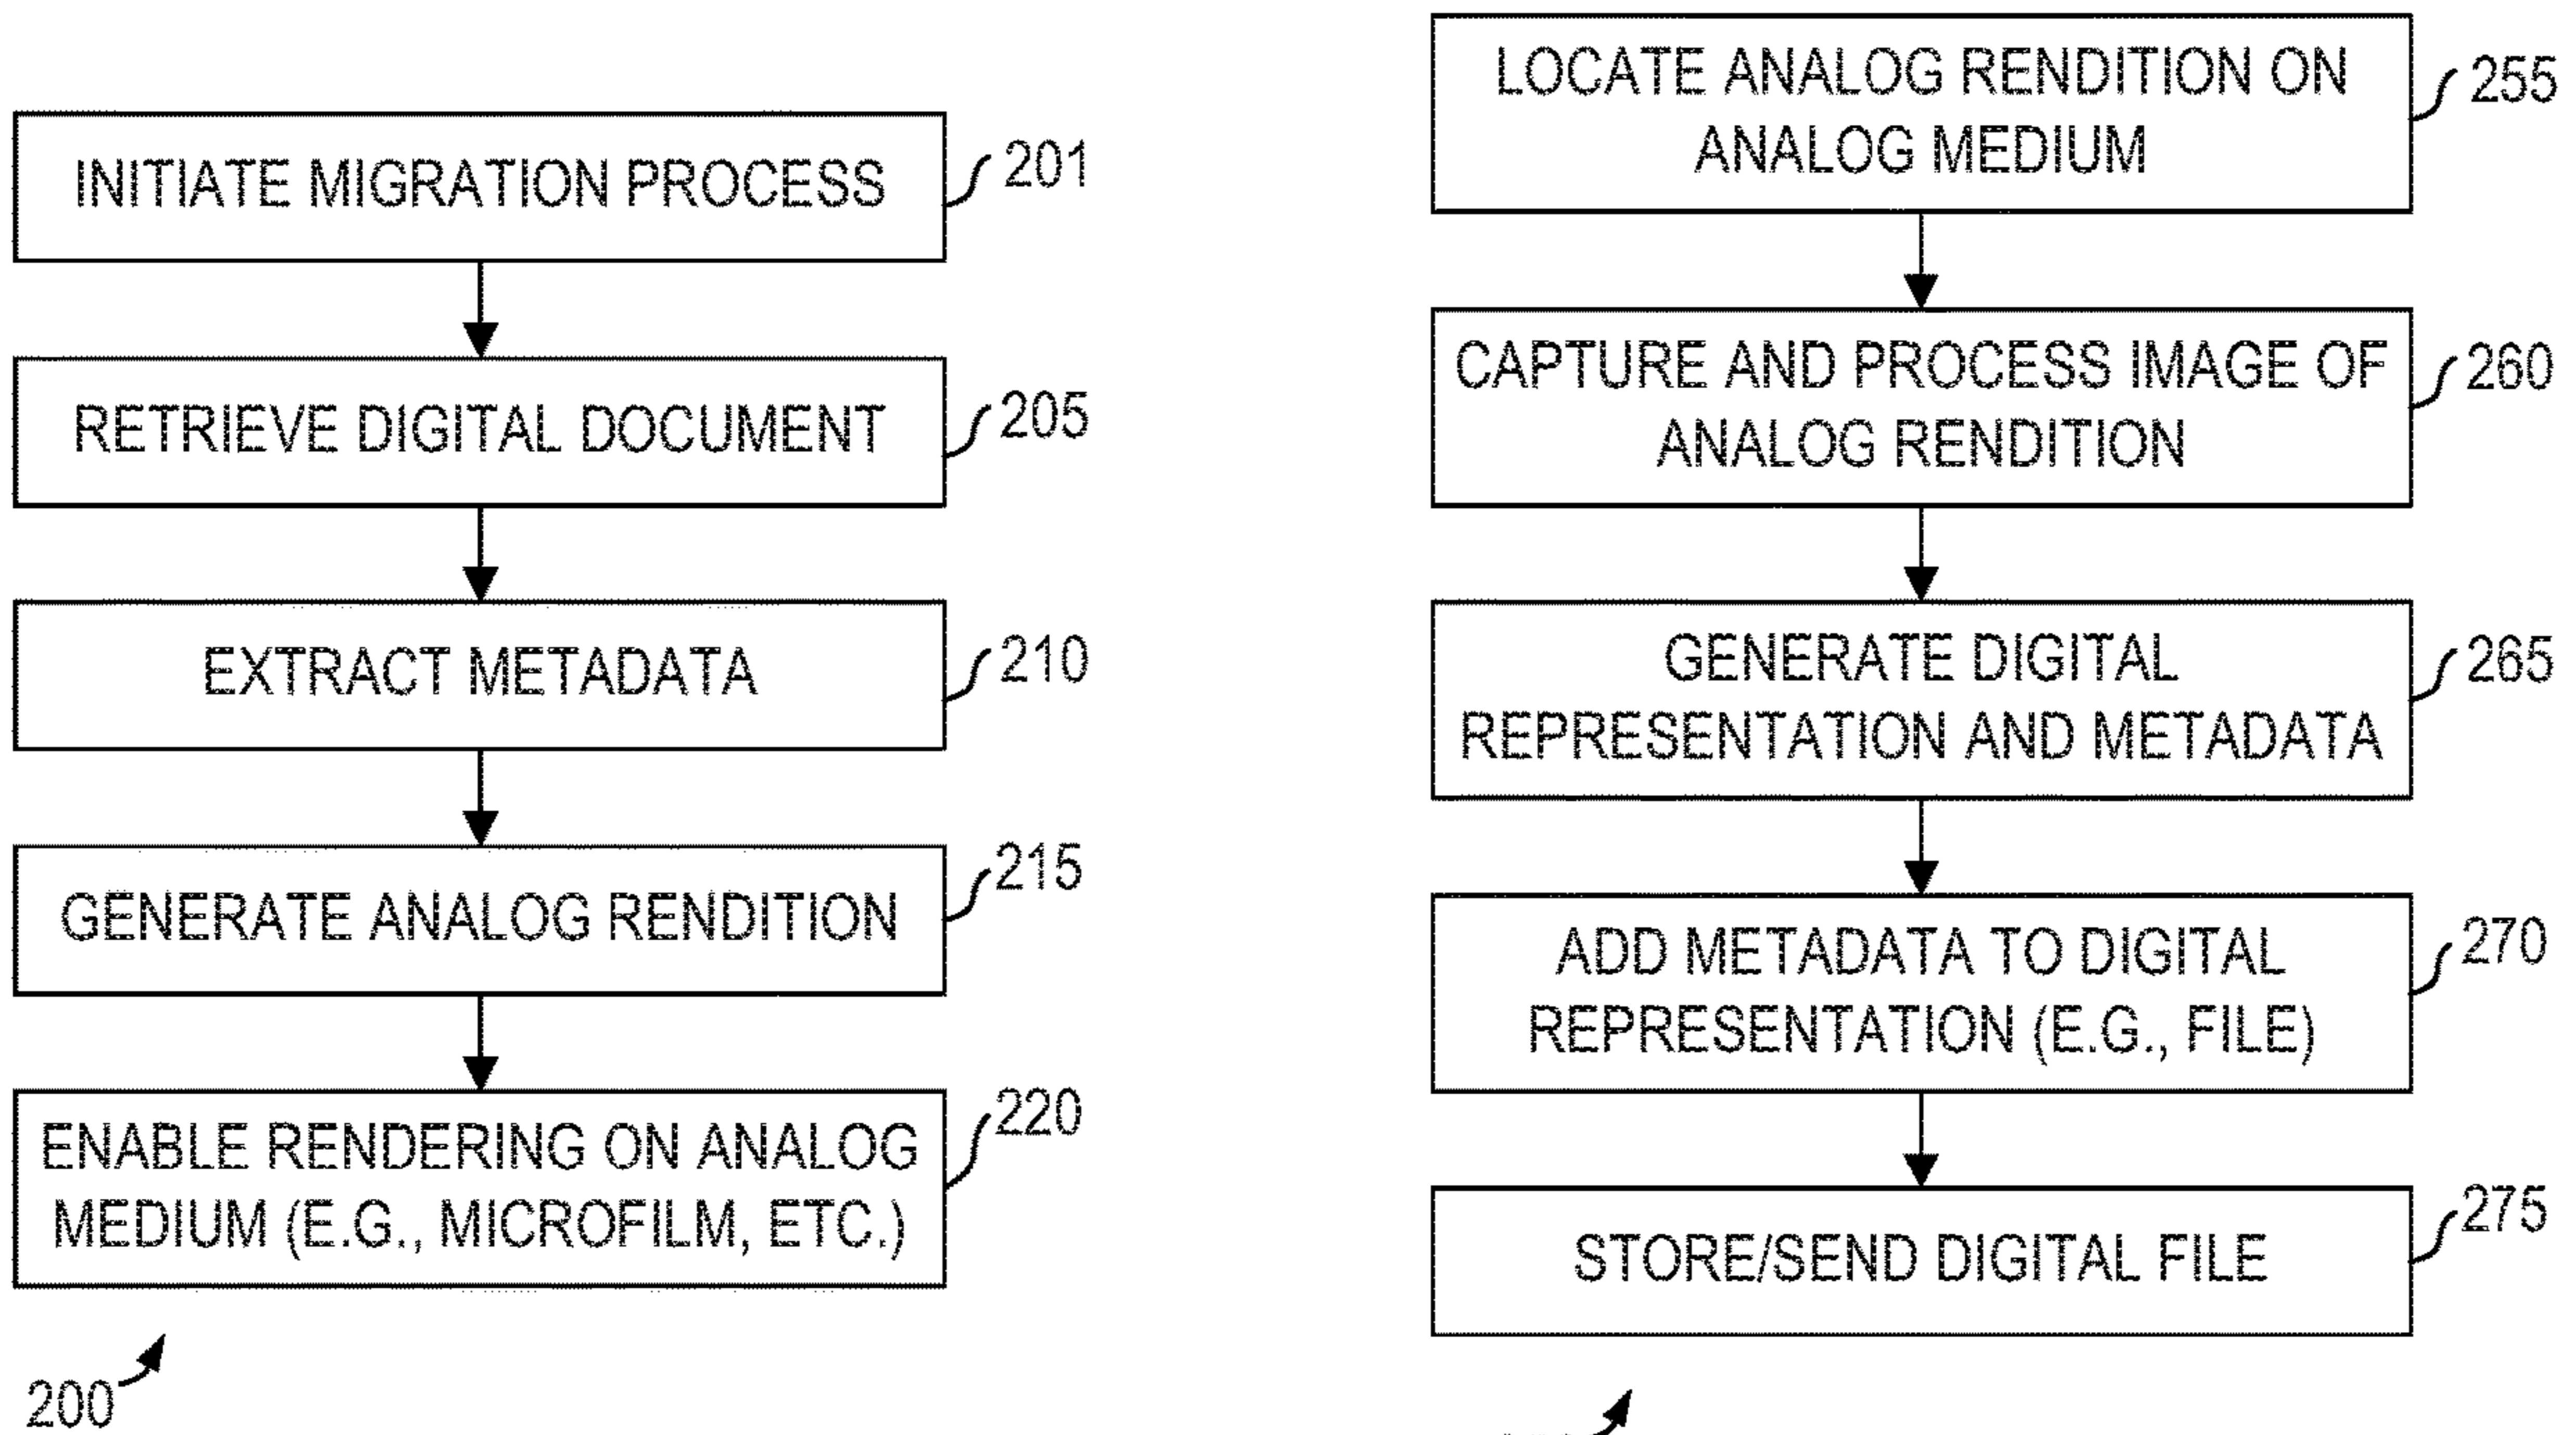 INITIATE MIGRATION PROCESS
201
RETRIEVE DIGITAL DOCUMENT
205
EXTRACT METADATA
210
GENERATE ANALOG RENDITION
215
ENABLE RENDERING ON ANALOG
MEDIUM (E.G., MICROFILM, ETC.)
220
200
LOCATE ANALOG RENDITION ON
ANALOG MEDIUM
255
CAPTURE AND PROCESS IMAGE OF
ANALOG RENDITION
260
GENERATE DIGITAL
REPRESENTATION AND METADATA
265
ADD METADATA TO DIGITAL
REPRESENTATION (E.G., FILE)
270
STORE/SEND DIGITAL FILE
275